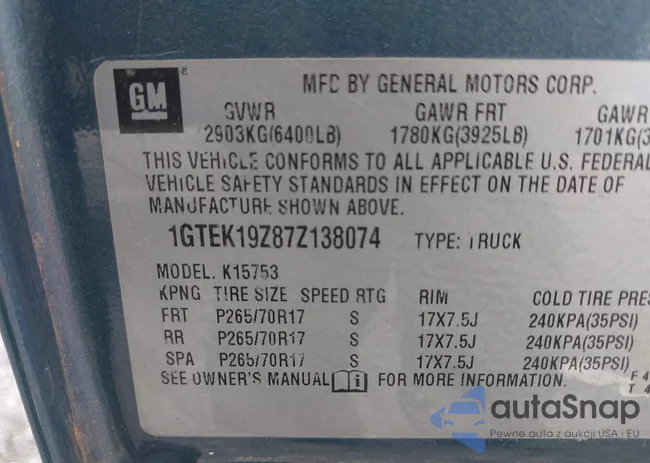 GM
MFD BY GENERAL MOTORS CORP.
GVWR GAWR FRT GAWR
2903KG(6400LB) 1780KG(3925LB) 1701KG(3
THIS VEHICLE CONFORMS TO ALL APPLICABLE U.S. FEDERAL
VEHICLE SAFETY STANDARDS IN EFFECT ON THE DATE OF
MANUFACTURE SHOWN ABOVE.
1GTEK19Z87Z138074 TYPE: TRUCK
MODEL. K15753
KPNG TIRE SIZE SPEED RTG RIM COLD TIRE PRES
FRT P265/70R17 S 17X7.5J 240KPA(35PSI)
RR P265/70R17 S 17X7.5J 240KPA(35PSI)
SPA P265/70R17 S 17X7.5J 240KPA(35PSI)
SEE OWNER'S MANUAL FOR MORE INFORMATION.
F 4
T 4
autoSnap
Pewne auta z aukcji USA i EU